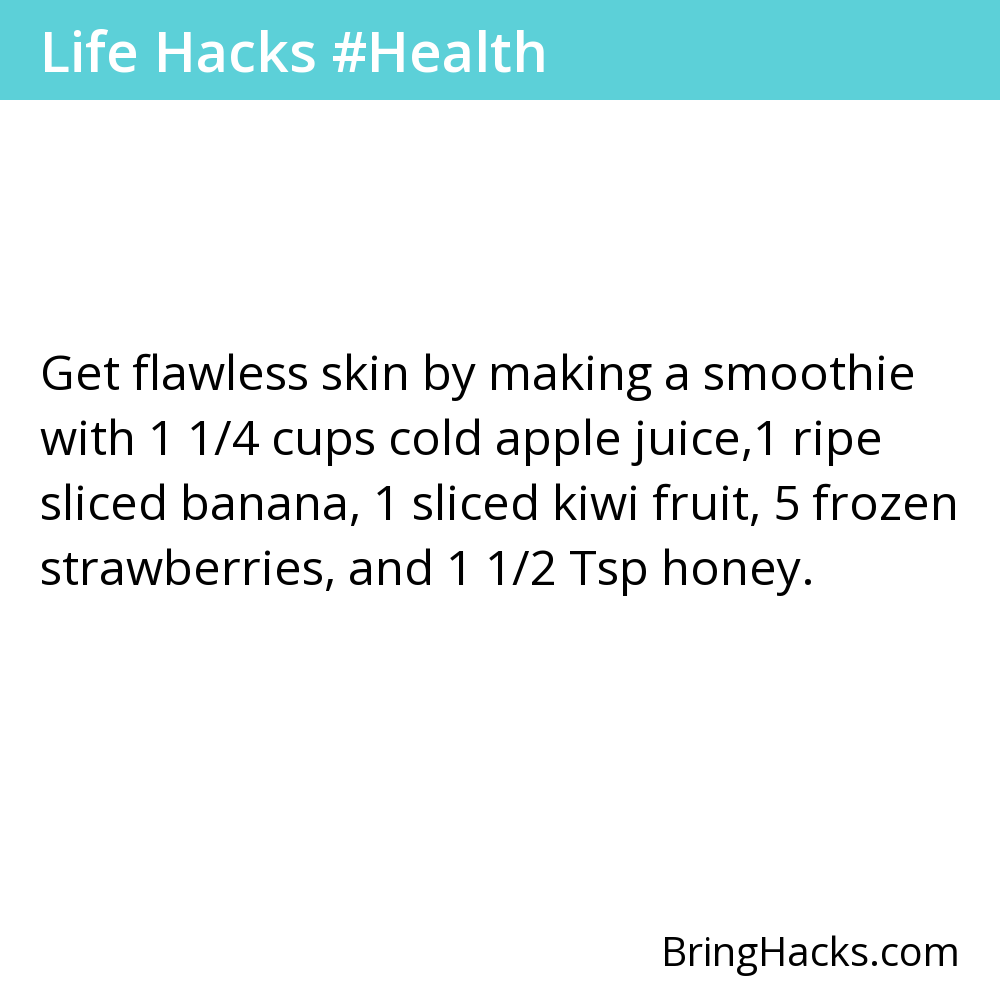 Life Hacks #Health
Get flawless skin by making a smoothie
with 1 1/4 cups cold apple juice,1 ripe
sliced banana, 1 sliced kiwi fruit, 5 frozen
strawberries, and 1 1/2 Tsp honey.
BringHacks.com